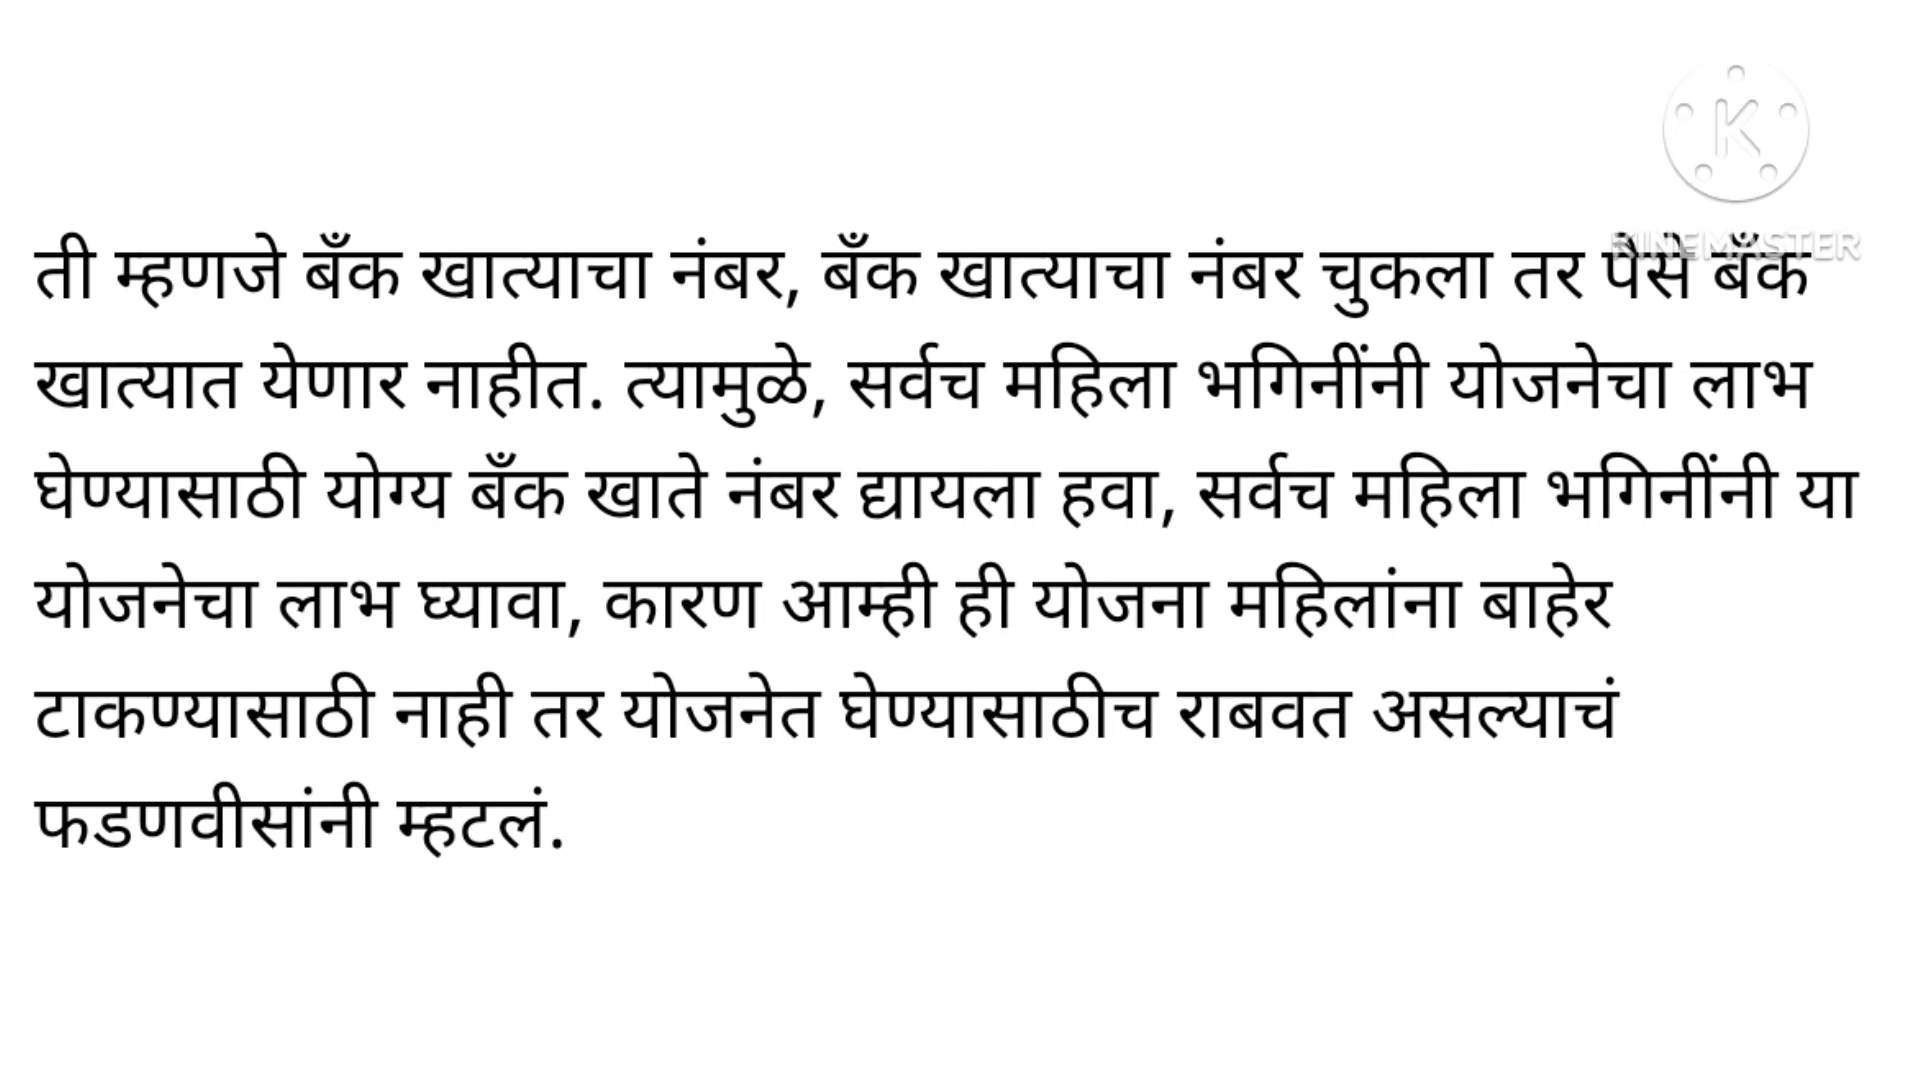 KINEMASTER
ती म्हणजे बँक खात्याचा नंबर, बँक खात्याचा नंबर चुकला तर पैसे बँक
खात्यात येणार नाहीत. त्यामुळे, सर्वच महिला भगिनींनी योजनेचा लाभ
घेण्यासाठी योग्य बँक खाते नंबर द्यायला हवा, सर्वच महिला भगिनींनी या
योजनेचा लाभ घ्यावा, कारण आम्ही ही योजना महिलांना बाहेर
टाकण्यासाठी नाही तर योजनेत घेण्यासाठीच राबवत असल्याचं
फडणवीसांनी म्हटलं.